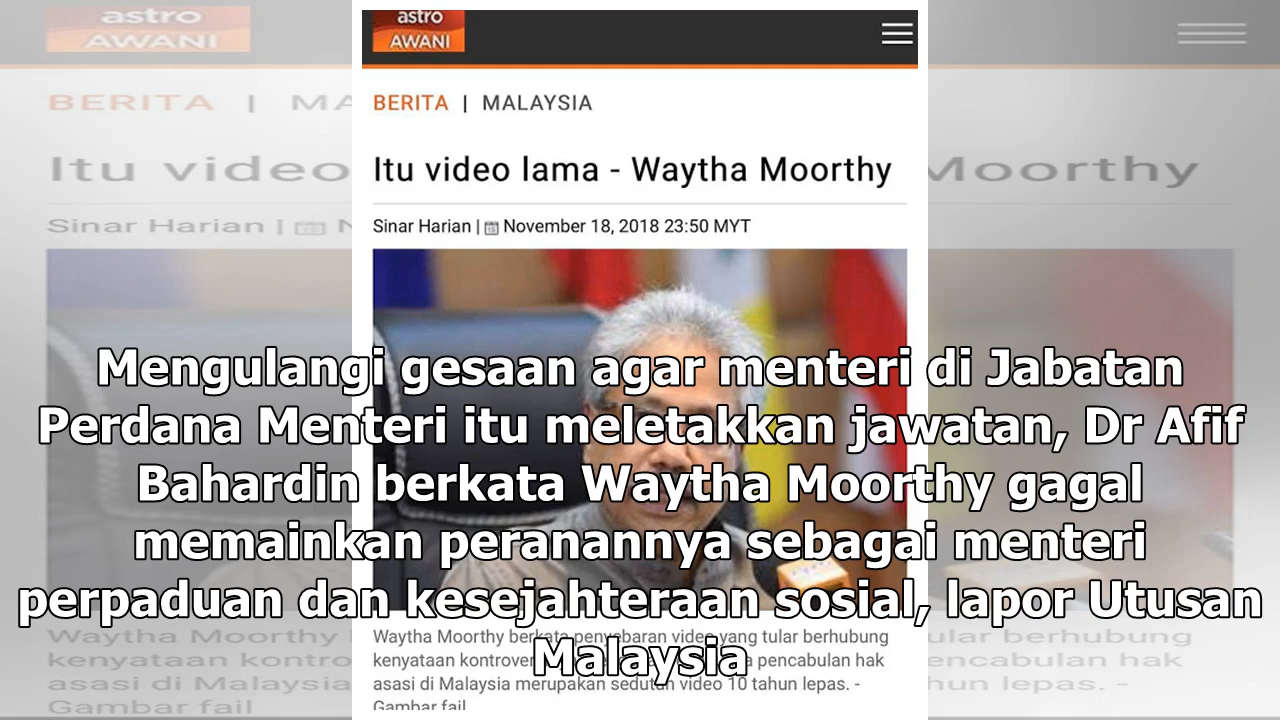 astro
AWANI
BERITA | MALAYSIA
Itu video lama - Waytha Moorthy
Sinar Harian | November 18, 2018 23:50 MYT
Mengulangi gesaan agar menteri di Jabatan
Perdana Menteri itu meletakkan jawatan, Dr Afif
Bahardin berkata Waytha Moorthy gagal
memainkan peranannya sebagai menteri
perpaduan dan kesejahteraan sosial, lapor Utusan
Malaysia
Waytha Moorthy berkata penyebaran video yang tular berhubung
kenyataan pencabulan hak
asasi di Malaysia merupakan sedutan video 10 tahun lepas. -
Gambar fail